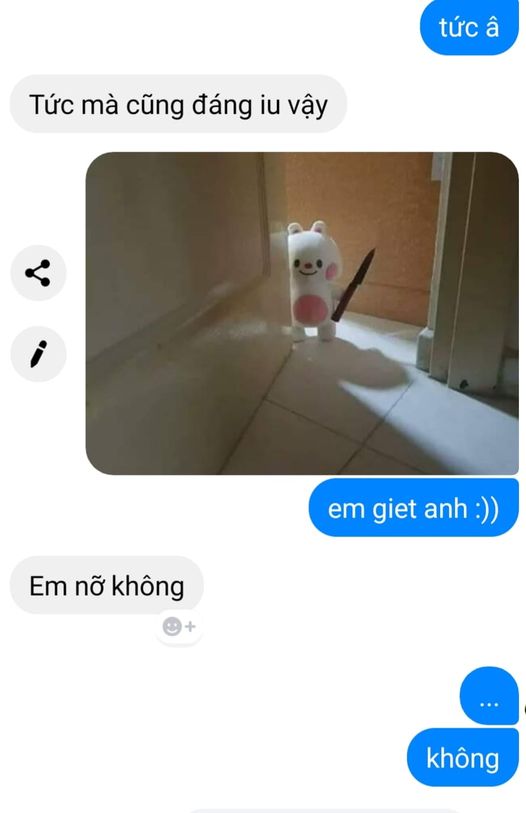 tức â
Tức mà cũng đáng iu vậy
em giet anh :))
Em nỡ không
...
không